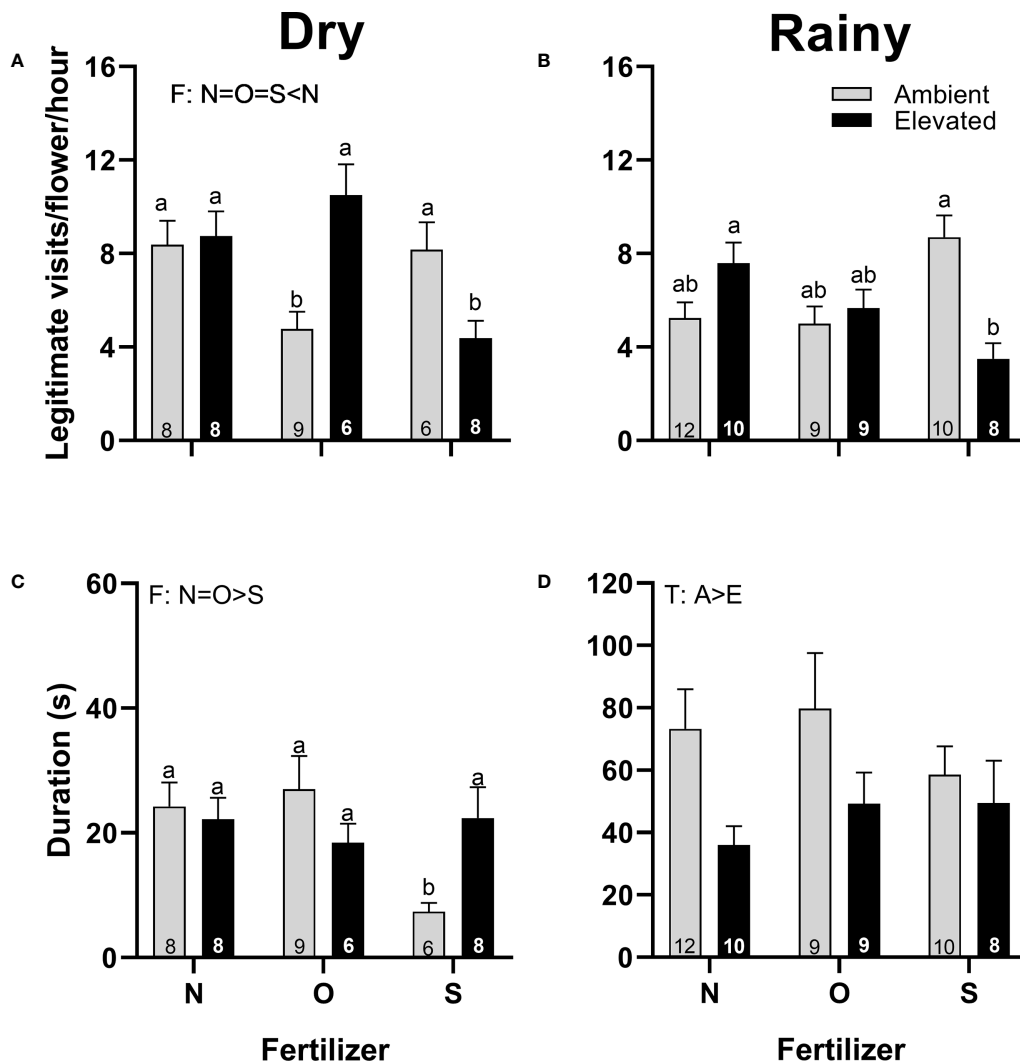 Dry
Rainy
A
Legitimate visits/flower/hour
16
12
8
4
0
F: N=O=S<N
a
a
b
a
a
b
8
8
9
6
6
8
B
16
12
8
4
0
Ambient
Elevated
ab
a
ab
ab
a
b
12
10
9
9
10
8
C
Duration (s)
60
40
20
0
F: N=O>S
a
a
a
a
b
a
8
8
9
6
6
8
N
O
S
Fertilizer
D
120
100
80
60
40
20
0
T: A>E
12
10
9
9
10
8
N
O
S
Fertilizer